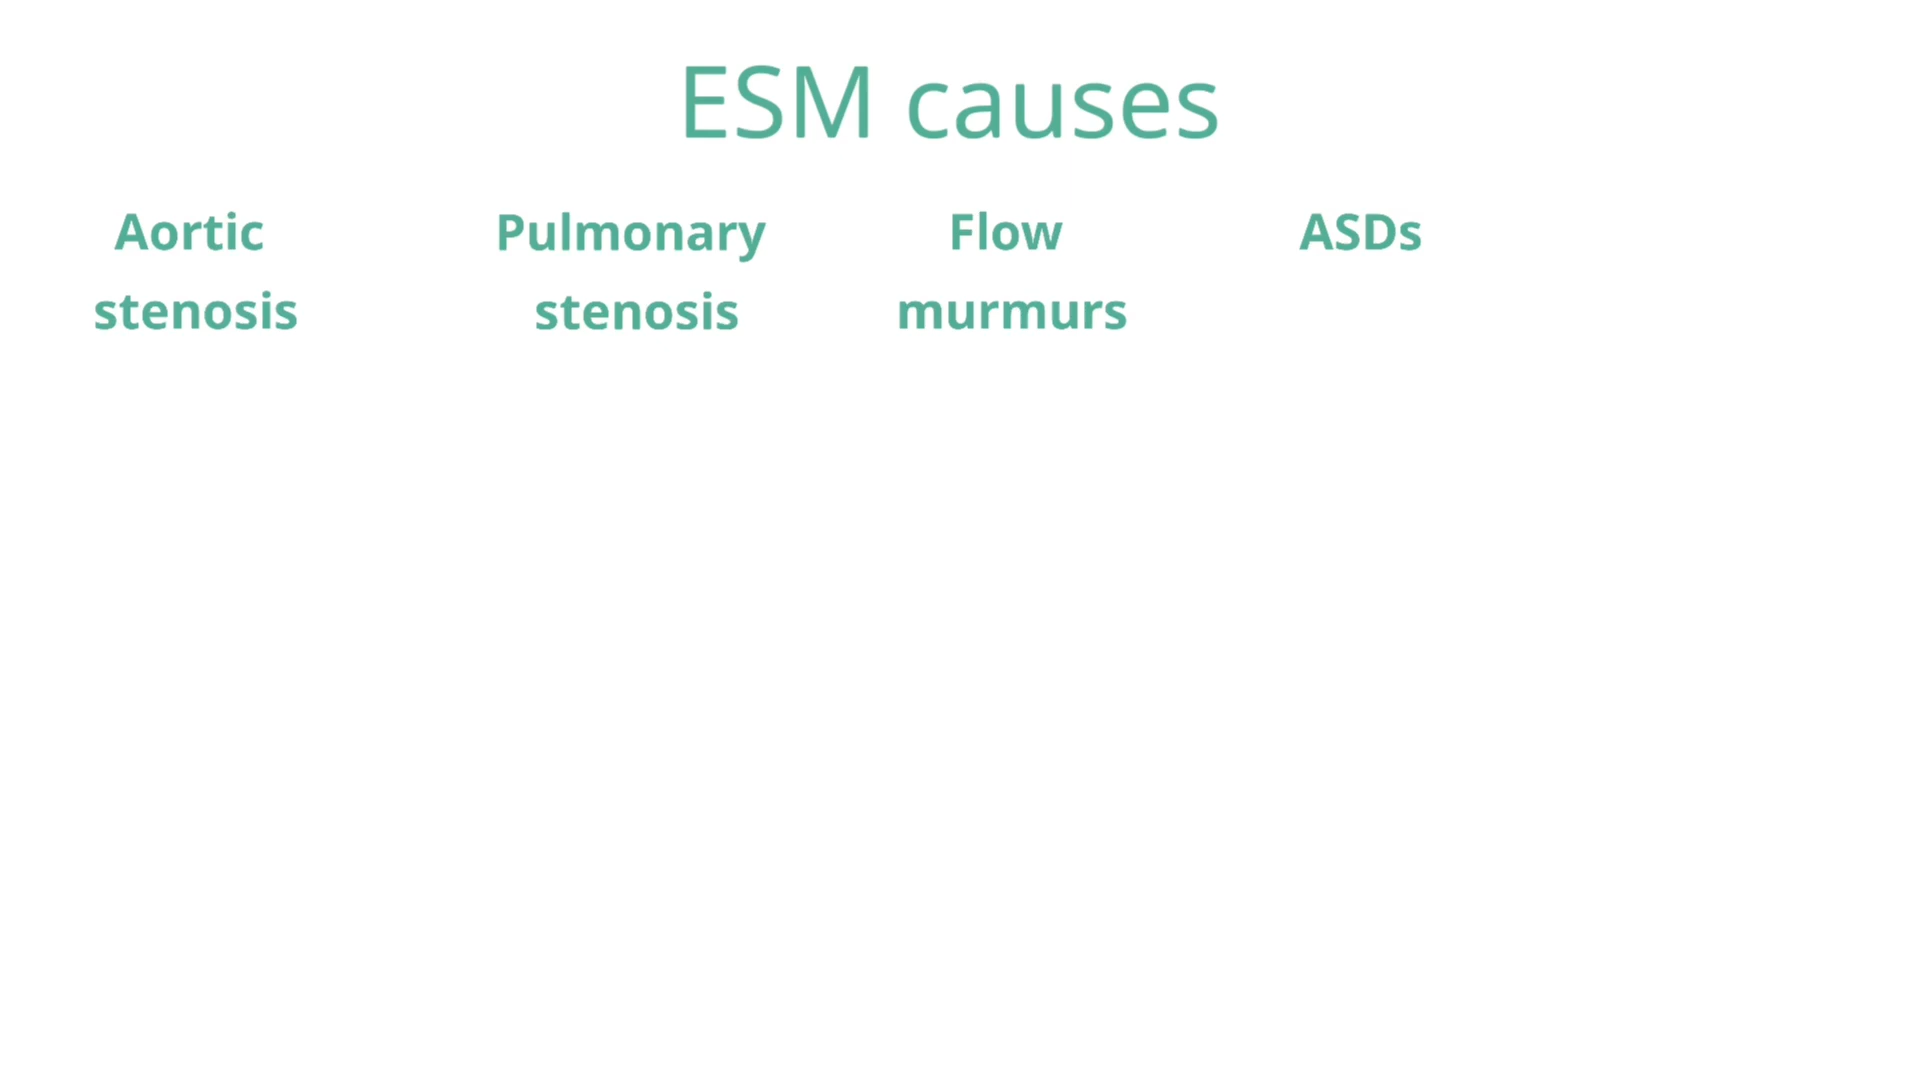 ESM causes
Aortic
stenosis
Pulmonary
stenosis
Flow
murmurs
ASDs